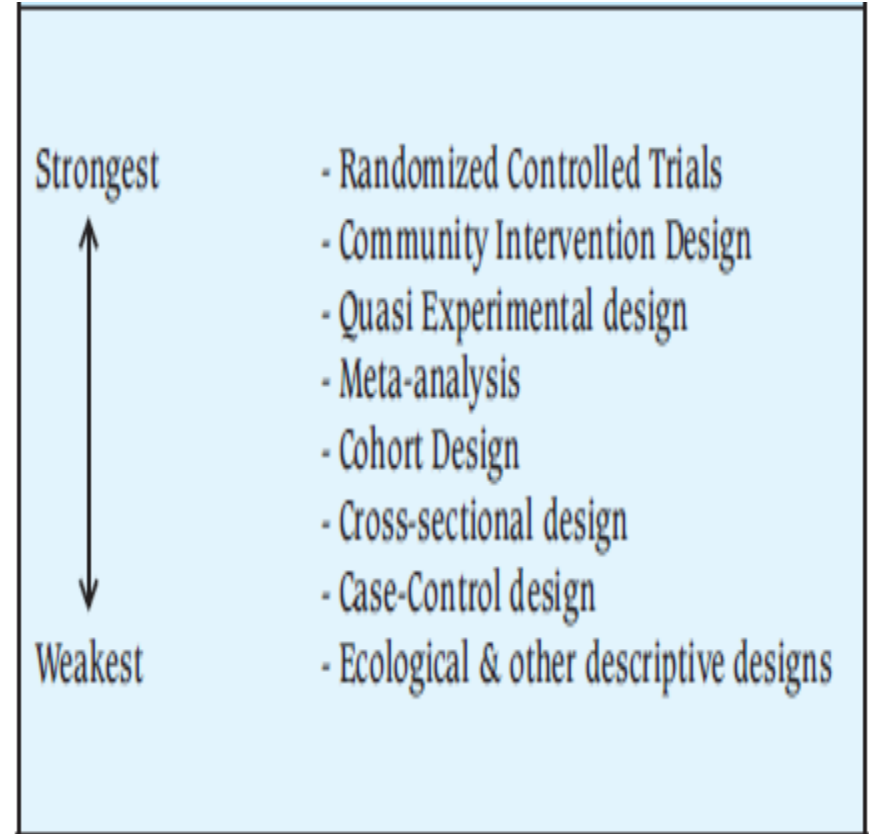 Strongest - Randomized Controlled Trials
- Community Intervention Design
- Quasi Experimental design
- Meta-analysis
- Cohort Design
- Cross-sectional design
- Case-Control design
Weakest - Ecological & other descriptive designs